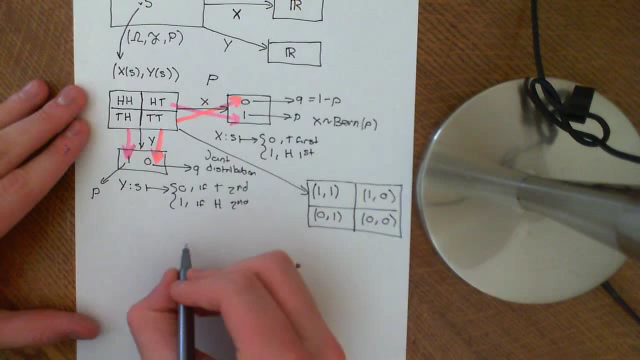 S
X
ℝ
(Ω, 𝓕, P)
Y
ℝ
(X(s), Y(s))
P
HH HT
TH TT
X
0 → q = 1-p
1 → p X~Bern(p)
X: s ↦ { 0, T first
1, H 1st
Y
1 0
p
q
Joint distribution
Y: s ↦ { 0, if T 2nd
{ 1, if H 2nd
(1,1) (1,0)
(0,1) (0,0)